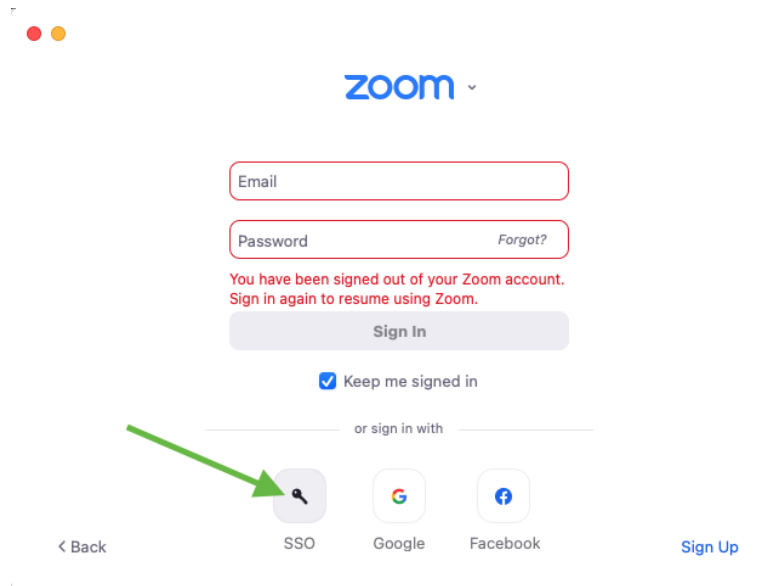 zoom
Email
Password Forgot?
You have been signed out of your Zoom account.
Sign in again to resume using Zoom.
Sign In
Keep me signed in
or sign in with
SSO Google Facebook
< Back Sign Up